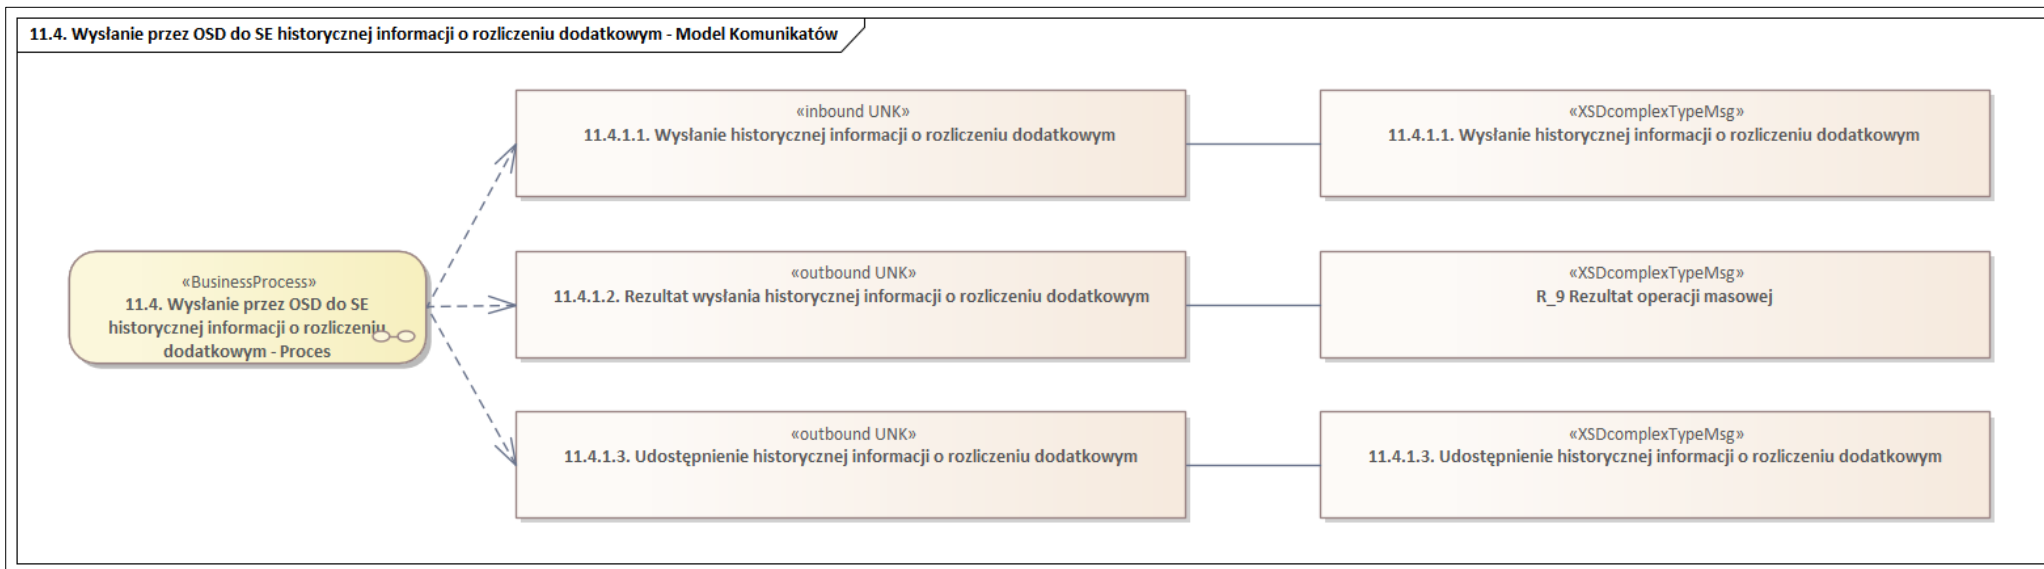 11.4. Wysłanie przez OSD do SE historycznej informacji o rozliczeniu dodatkowym - Model Komunikatów
«inbound UNK»
11.4.1.1. Wysłanie historycznej informacji o rozliczeniu dodatkowym
«XSDcomplexTypeMsg»
11.4.1.1. Wysłanie historycznej informacji o rozliczeniu dodatkowym
«BusinessProcess»
11.4. Wysłanie przez OSD do SE
historycznej informacji o rozliczeniu
dodatkowym - Proces
«outbound UNK»
11.4.1.2. Rezultat wysłania historycznej informacji o rozliczeniu dodatkowym
«XSDcomplexTypeMsg»
R_9 Rezultat operacji masowej
«outbound UNK»
11.4.1.3. Udostępnienie historycznej informacji o rozliczeniu dodatkowym
«XSDcomplexTypeMsg»
11.4.1.3. Udostępnienie historycznej informacji o rozliczeniu dodatkowym